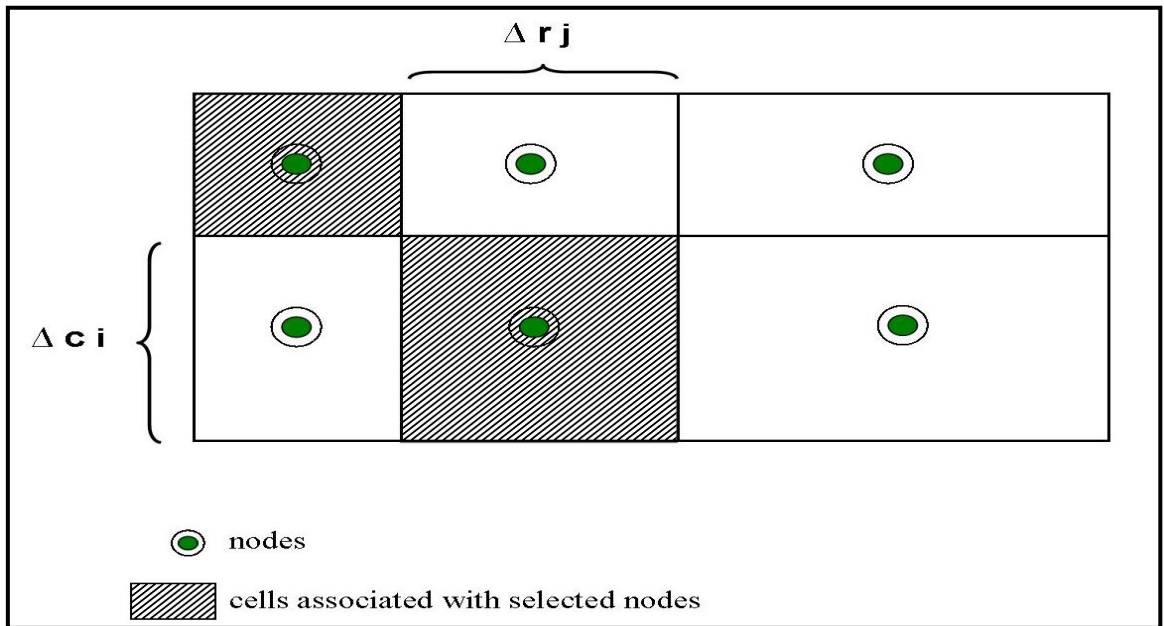 Δ r j
Δ c i
nodes
cells associated with selected nodes